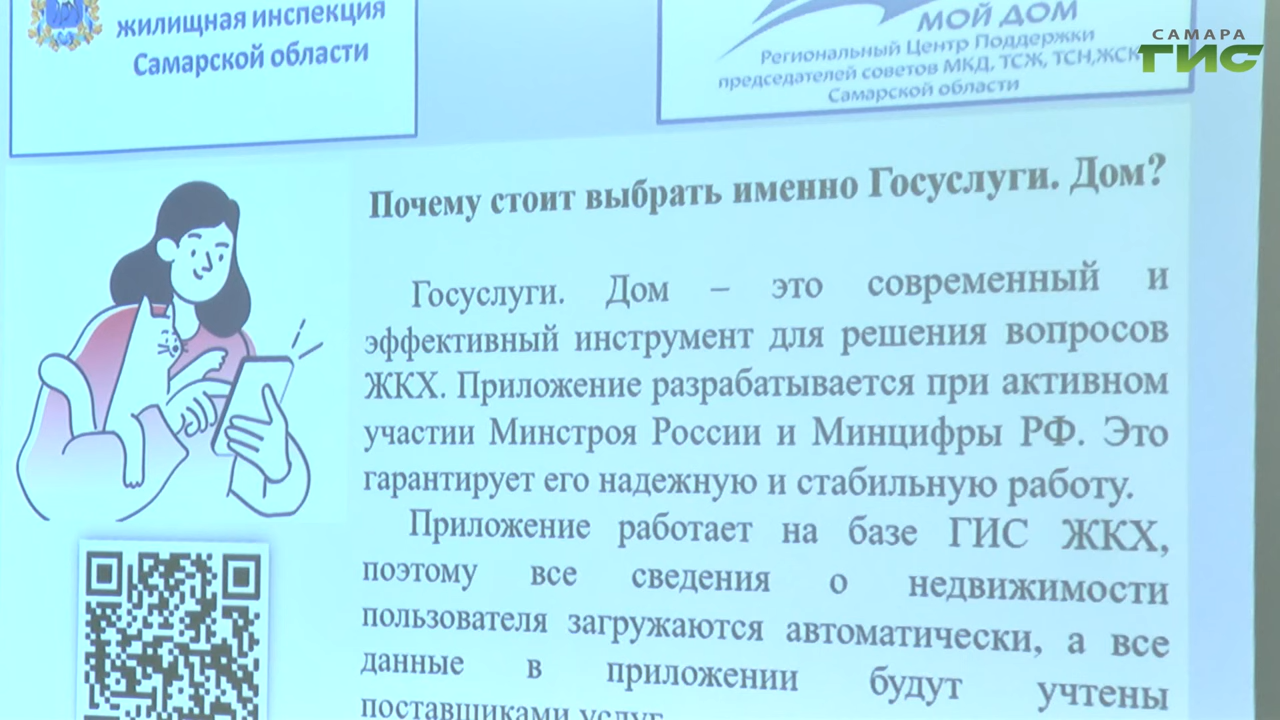 жилищная инспекция
Самарской области
МОЙ ДОМ
Региональный Центр Поддержки
председателей советов МКД, ТСЖ, ТСН,ЖСК
Самарской области
САМАРА
ГИС
Почему стоит выбрать именно Госуслуги. Дом?
Госуслуги. Дом – это современный и
эффективный инструмент для решения вопросов
ЖКХ. Приложение разрабатывается при активном
участии Минстроя России и Минцифры РФ. Это
гарантирует его надежную и стабильную работу.
Приложение работает на базе ГИС ЖКХ,
поэтому все сведения о недвижимости
пользователя загружаются автоматически, а все
данные в приложении будут учтены
поставщиками услуг